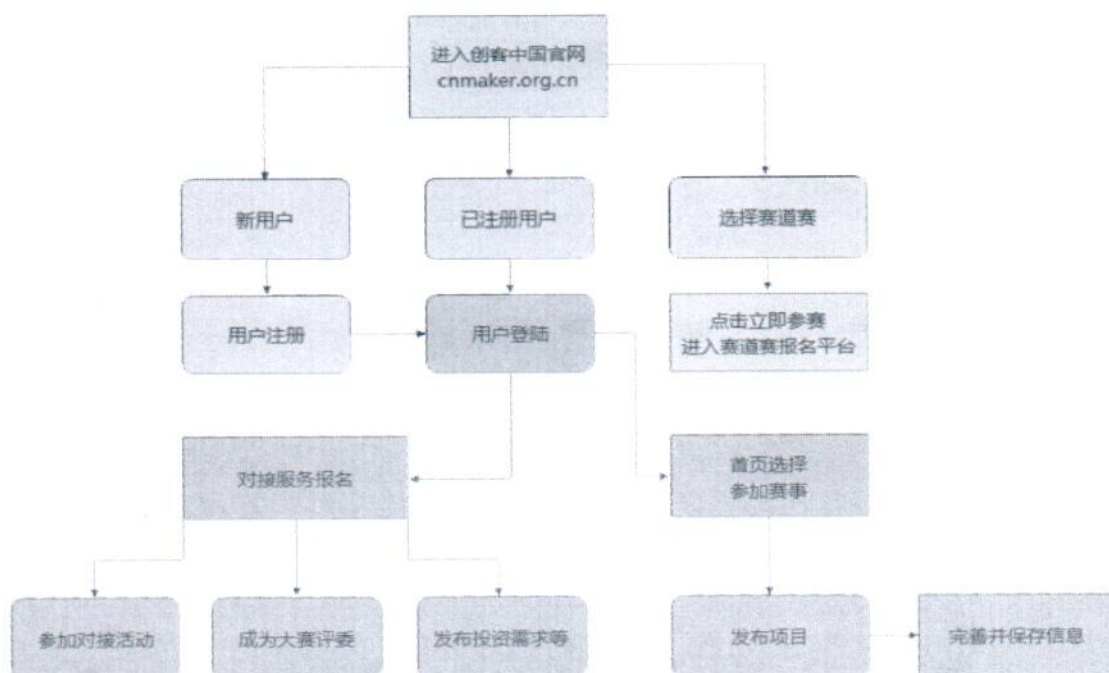 进入创客中国官网
cnmaker.org.cn
新用户
已注册用户
选择赛道赛
用户注册
用户登陆
点击立即参赛
进入赛道赛报名平台
对接服务报名
首页选择
参加赛事
参加对接活动
成为大赛评委
发布投资需求等
发布项目
完善并保存信息